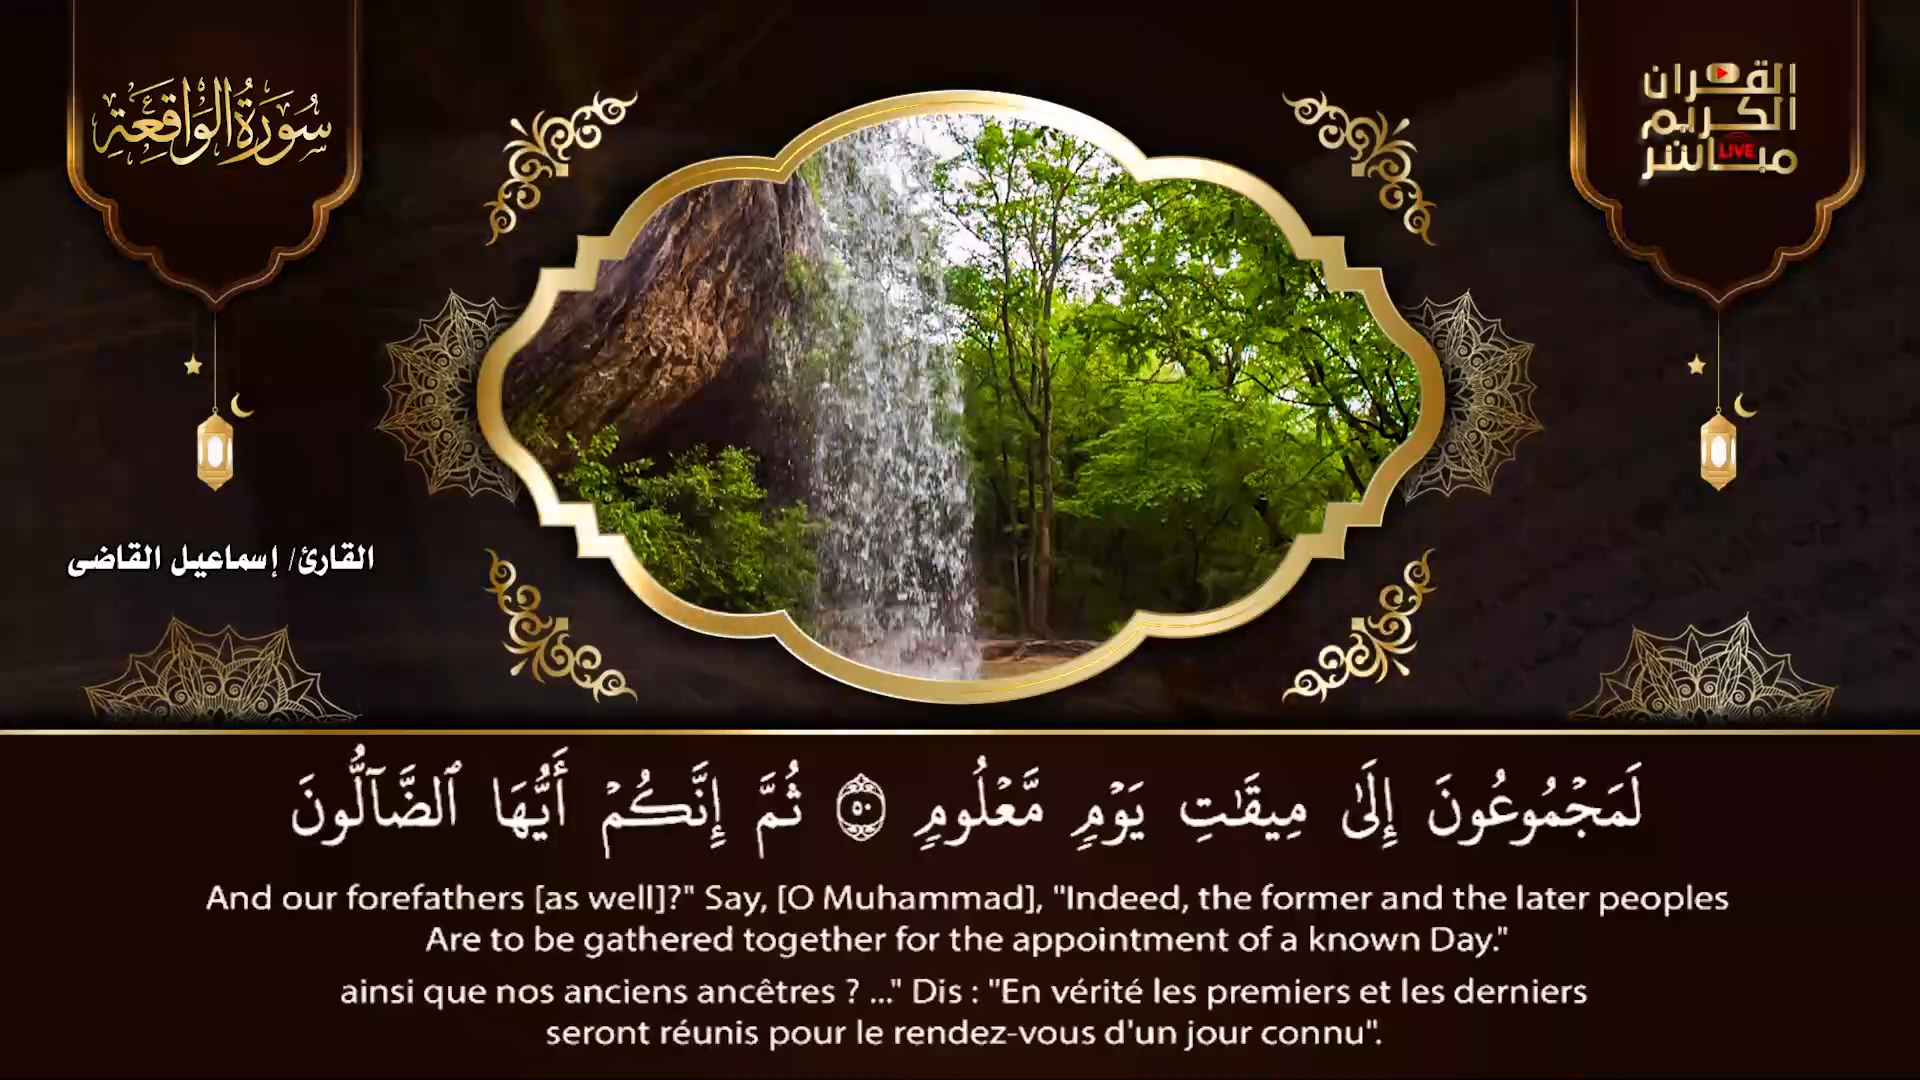 سُورَةُ الوَاقِعَةِ
القران
الكريم
مباشر
LIVE
القارئ/ إسماعيل القاضى
لَمَجۡمُوعُونَ إِلَىٰ مِيقَٰتِ يَوۡمٖ مَّعۡلُومٖ ٥٠ ثُمَّ إِنَّكُمۡ أَيُّهَا ٱلضَّآلُّونَ
And our forefathers [as well]?" Say, [O Muhammad], "Indeed, the former and the later peoples
Are to be gathered together for the appointment of a known Day."
ainsi que nos anciens ancêtres ? ..." Dis : "En vérité les premiers et les derniers
seront réunis pour le rendez-vous d'un jour connu".